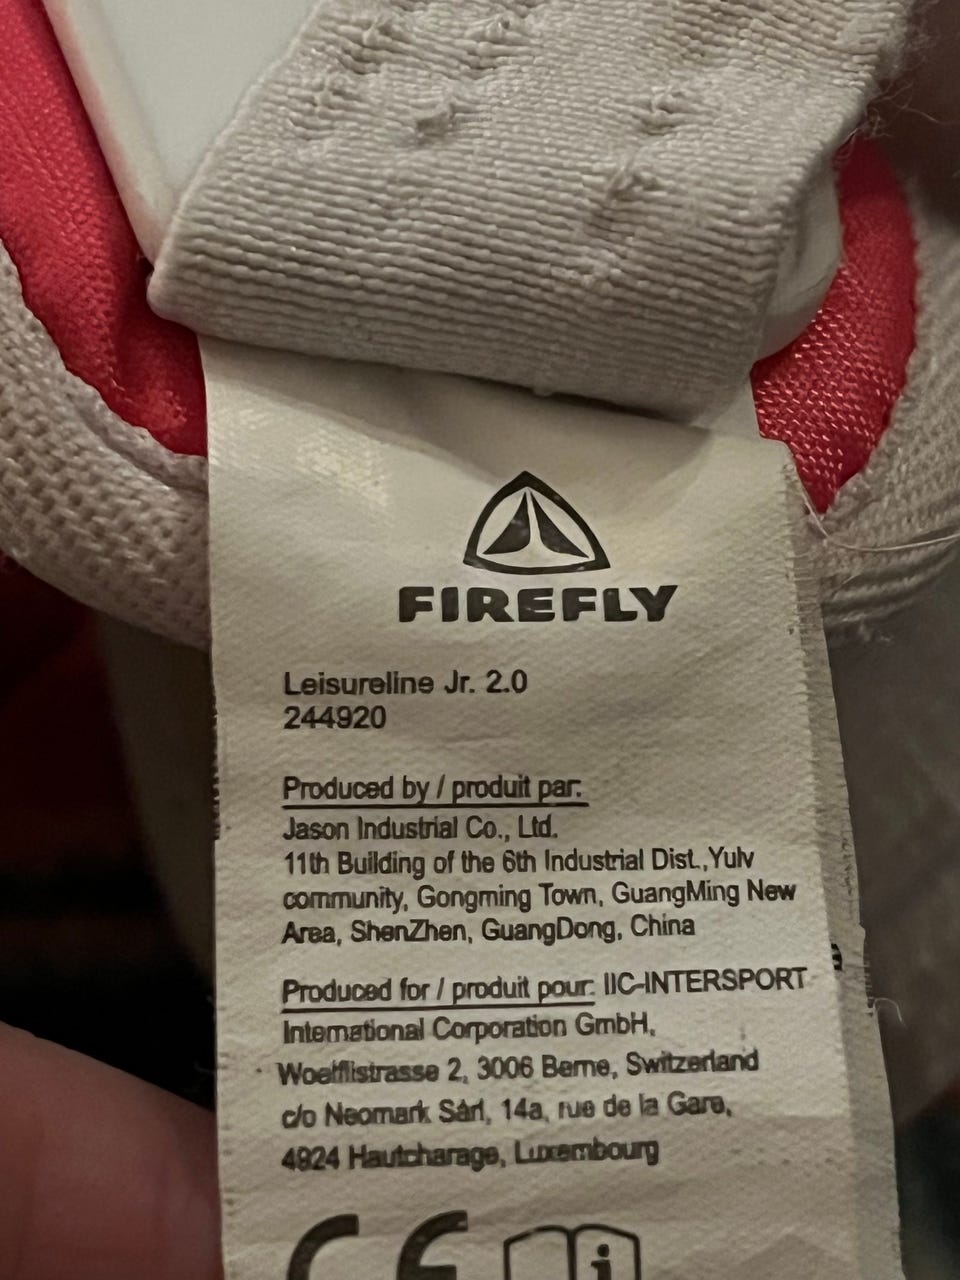 FIREFLY
Leisureline Jr. 2.0
244920
Produced by / produit par:
Jason Industrial Co., Ltd.
11th Building of the 6th Industrial Dist.,Yulv
community, Gongming Town, GuangMing New
Area, ShenZhen, GuangDong, China
Produced for / produit pour: IIC-INTERSPORT
International Corporation GmbH,
Woelflistrasse 2, 3006 Berne, Switzerland
c/o Neomark Sàrl, 14a, rue de la Gare,
4924 Hautcharage, Luxembourg
CE i